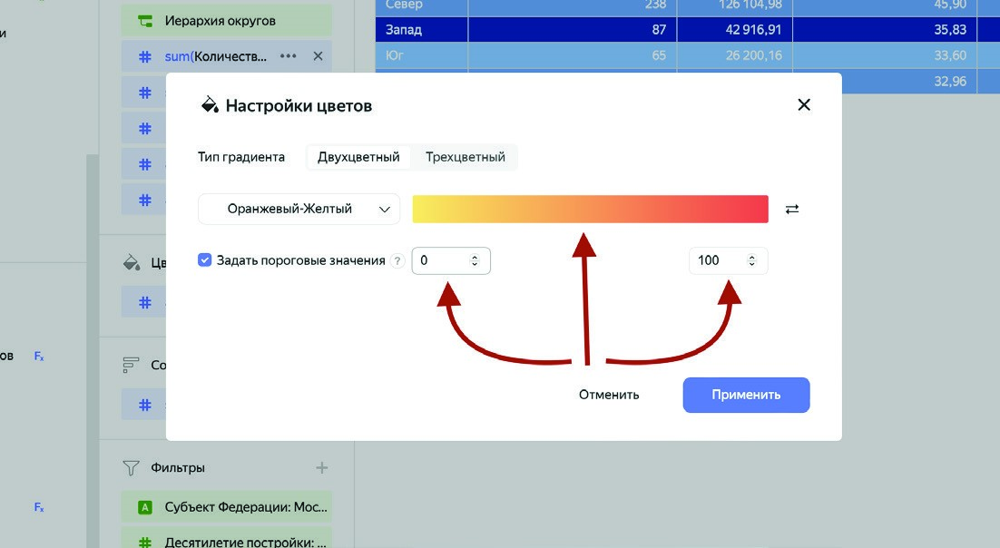 Север 238 126 104,98 45,90
Иерархия округов
Запад 87 42 916,91 35,83
sum(Количеств...
Юг 65 26 200,16 33,60
32,96
Настройки цветов
Тип градиента Двухцветный Трехцветный
Оранжевый-Желтый
Задать пороговые значения ? 0 100
Цв
ов Fx
Со
Отменить Применить
Фильтры
Fx A Субъект Федерации: Мос...
Десятилетие постройки: ...